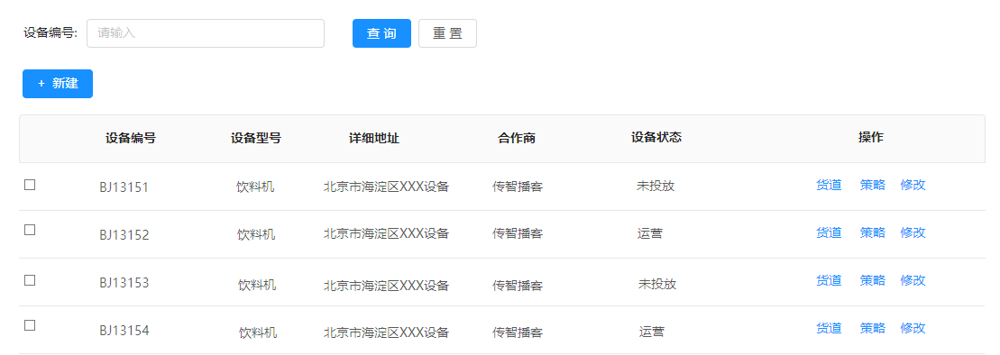 设备编号: 请输入 查询 重置
+ 新建
设备编号 设备型号 详细地址 合作商 设备状态 操作
BJ13151 饮料机 北京市海淀区XXX设备 传智播客 未投放 货道 策略 修改
BJ13152 饮料机 北京市海淀区XXX设备 传智播客 运营 货道 策略 修改
BJ13153 饮料机 北京市海淀区XXX设备 传智播客 未投放 货道 策略 修改
BJ13154 饮料机 北京市海淀区XXX设备 传智播客 运营 货道 策略 修改